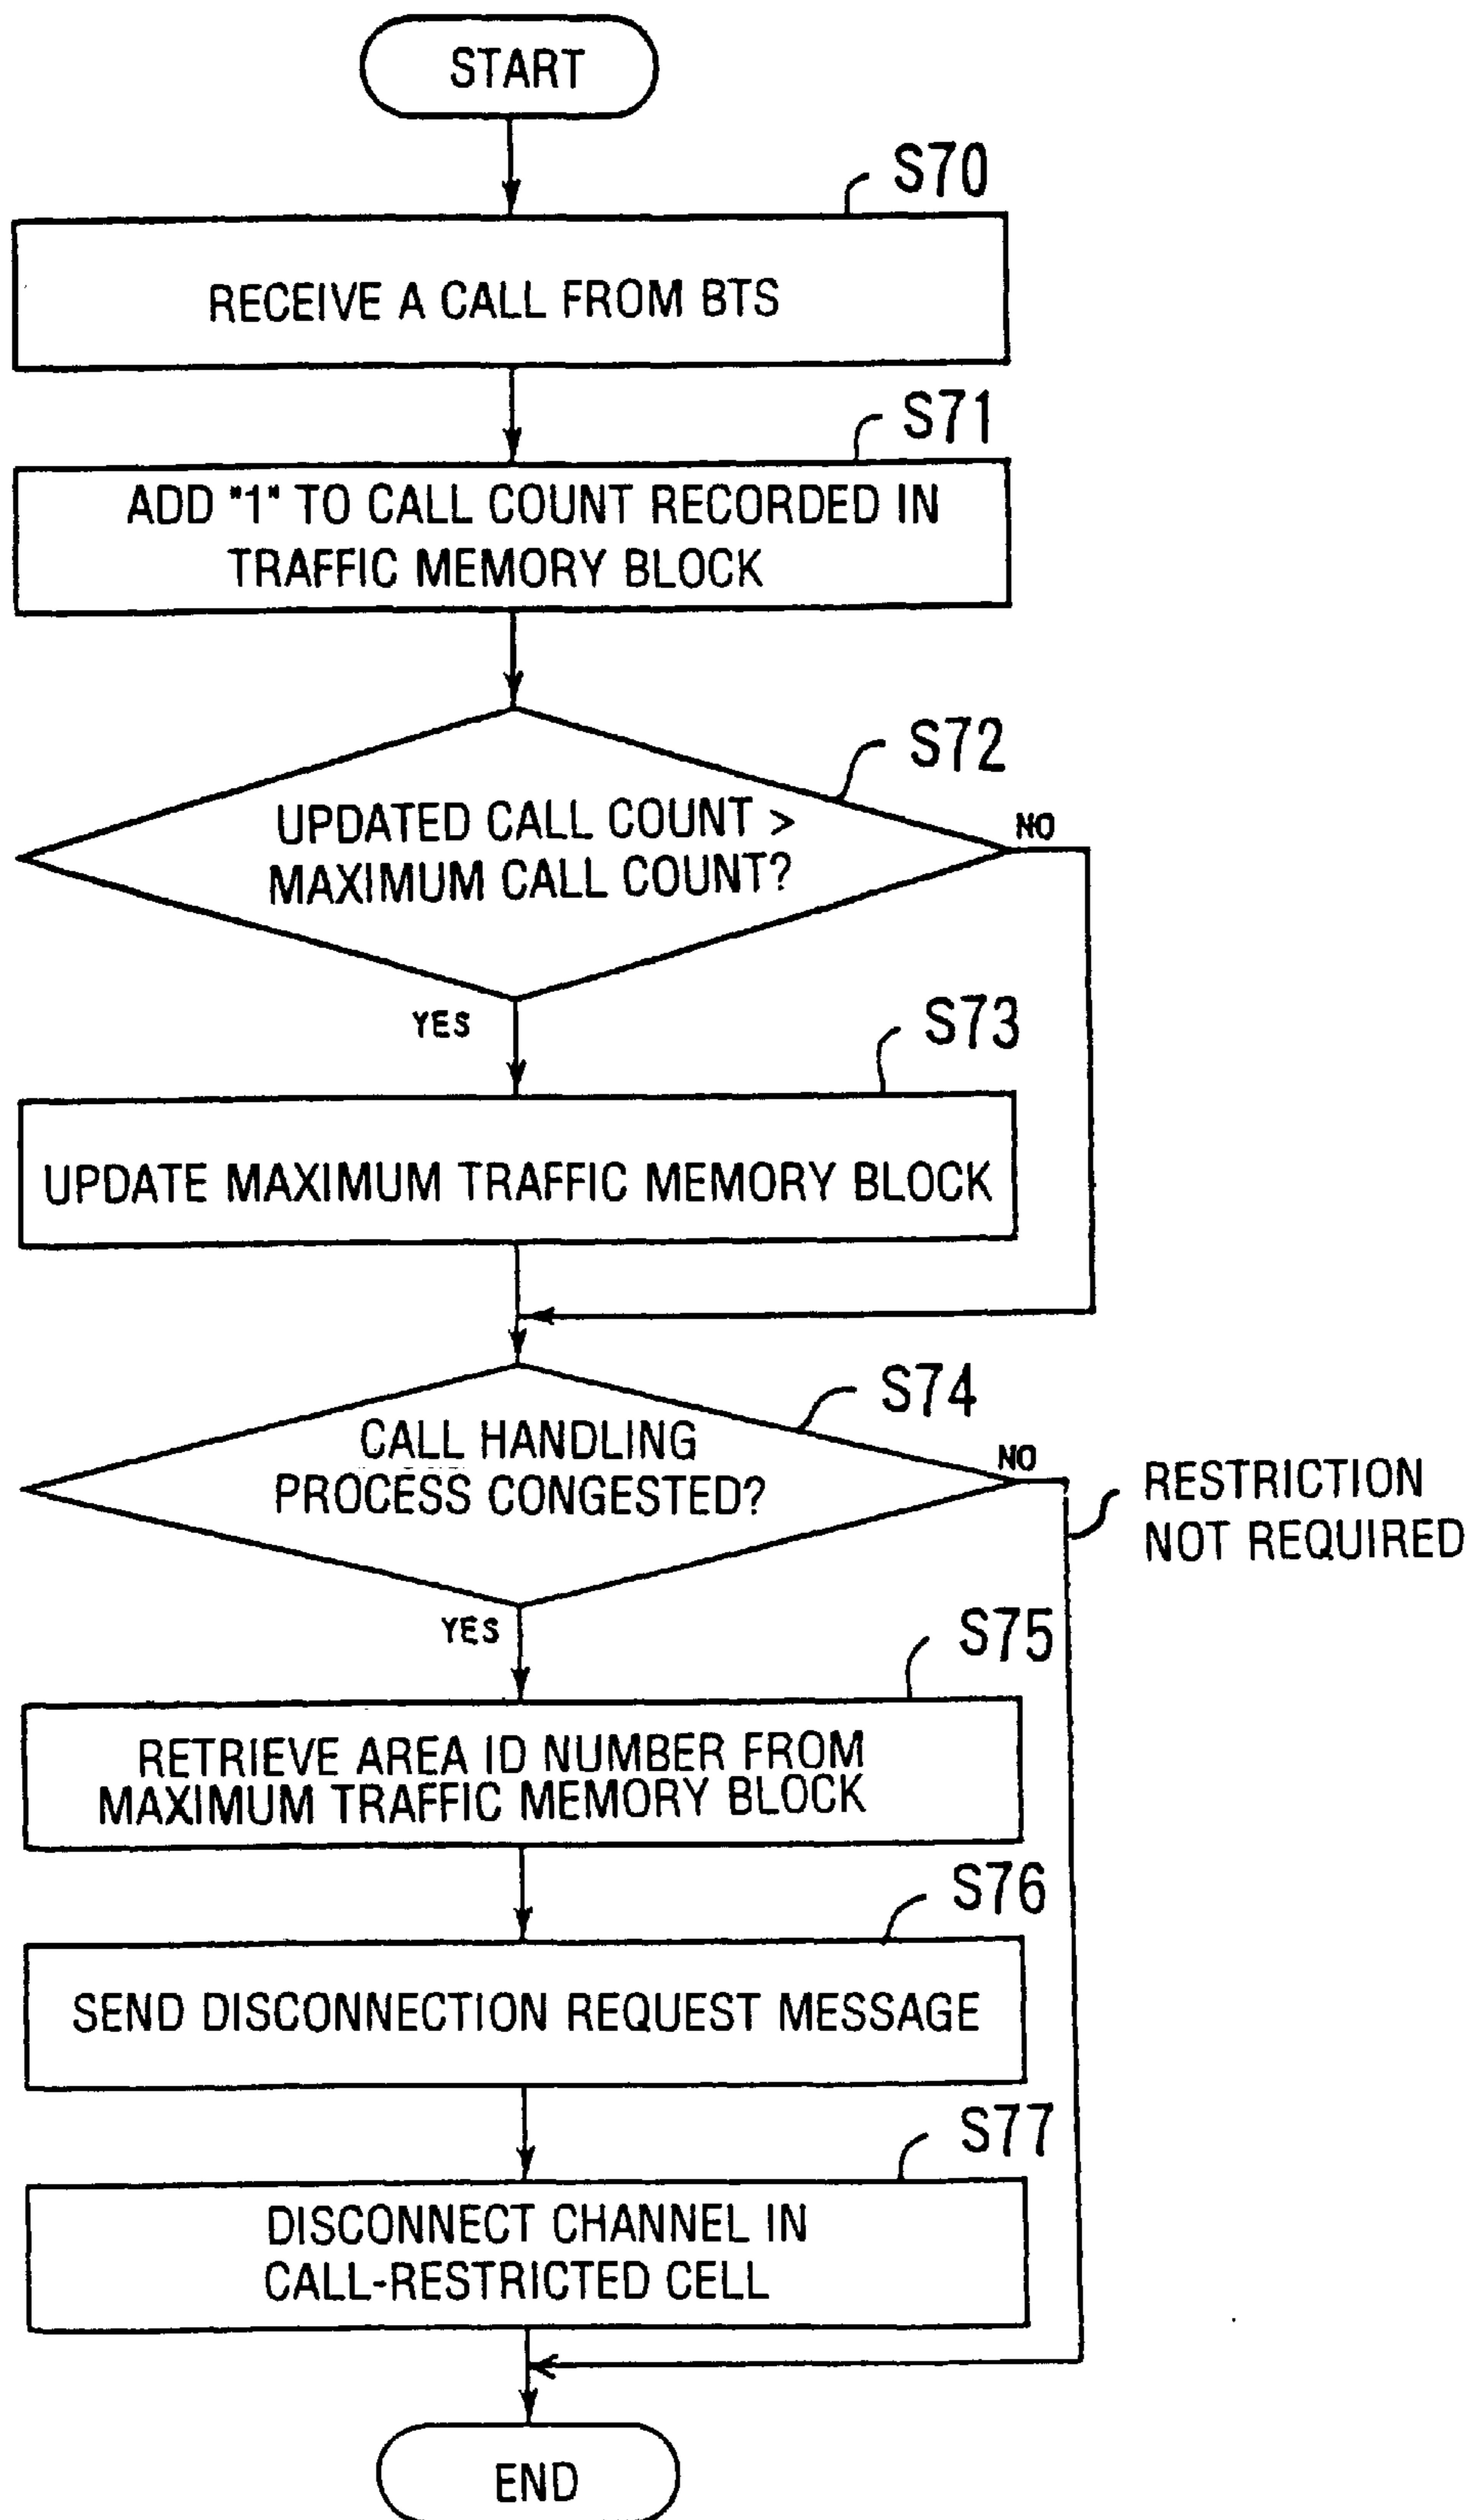 START
S70
RECEIVE A CALL FROM BTS
S71
ADD "1" TO CALL COUNT RECORDED IN
TRAFFIC MEMORY BLOCK
S72
UPDATED CALL COUNT >
MAXIMUM CALL COUNT?
NO
YES
S73
UPDATE MAXIMUM TRAFFIC MEMORY BLOCK
S74
CALL HANDLING
PROCESS CONGESTED?
NO
RESTRICTION
NOT REQUIRED
YES
S75
RETRIEVE AREA ID NUMBER FROM
MAXIMUM TRAFFIC MEMORY BLOCK
S76
SEND DISCONNECTION REQUEST MESSAGE
S77
DISCONNECT CHANNEL IN
CALL-RESTRICTED CELL
END